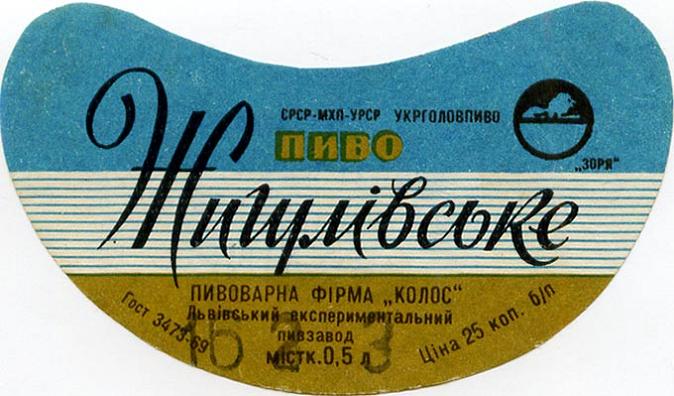 СРСР-МХП-УРСР УКРГОЛОВПИВО
ПИВО
„ЗОРЯ"
Жигулівське
ПИВОВАРНА ФІРМА „КОЛОС"
Львівський експериментальний
пивзавод
містк.0,5 л
Гост 3473-69
Ціна 25 коп. б/п